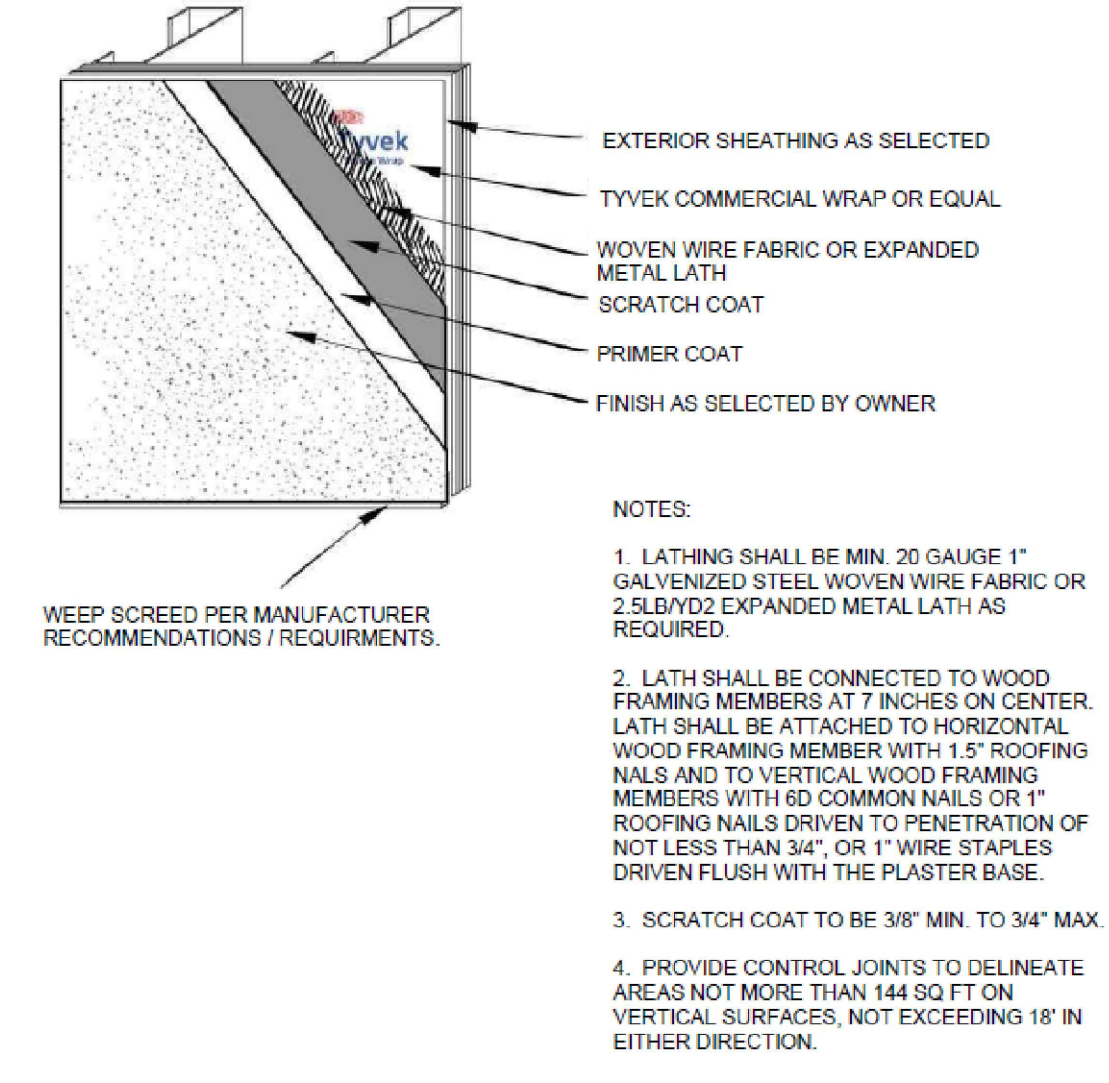 Tyvek
Wrap
EXTERIOR SHEATHING AS SELECTED
TYVEK COMMERCIAL WRAP OR EQUAL
WOVEN WIRE FABRIC OR EXPANDED
METAL LATH
SCRATCH COAT
PRIMER COAT
FINISH AS SELECTED BY OWNER
WEEP SCREED PER MANUFACTURER
RECOMMENDATIONS / REQUIRMENTS.
NOTES:
1. LATHING SHALL BE MIN. 20 GAUGE 1"
GALVENIZED STEEL WOVEN WIRE FABRIC OR
2.5LB/YD2 EXPANDED METAL LATH AS
REQUIRED.
2. LATH SHALL BE CONNECTED TO WOOD
FRAMING MEMBERS AT 7 INCHES ON CENTER.
LATH SHALL BE ATTACHED TO HORIZONTAL
WOOD FRAMING MEMBER WITH 1.5" ROOFING
NALS AND TO VERTICAL WOOD FRAMING
MEMBERS WITH 6D COMMON NAILS OR 1"
ROOFING NAILS DRIVEN TO PENETRATION OF
NOT LESS THAN 3/4", OR 1" WIRE STAPLES
DRIVEN FLUSH WITH THE PLASTER BASE.
3. SCRATCH COAT TO BE 3/8" MIN. TO 3/4" MAX.
4. PROVIDE CONTROL JOINTS TO DELINEATE
AREAS NOT MORE THAN 144 SQ FT ON
VERTICAL SURFACES, NOT EXCEEDING 18' IN
EITHER DIRECTION.